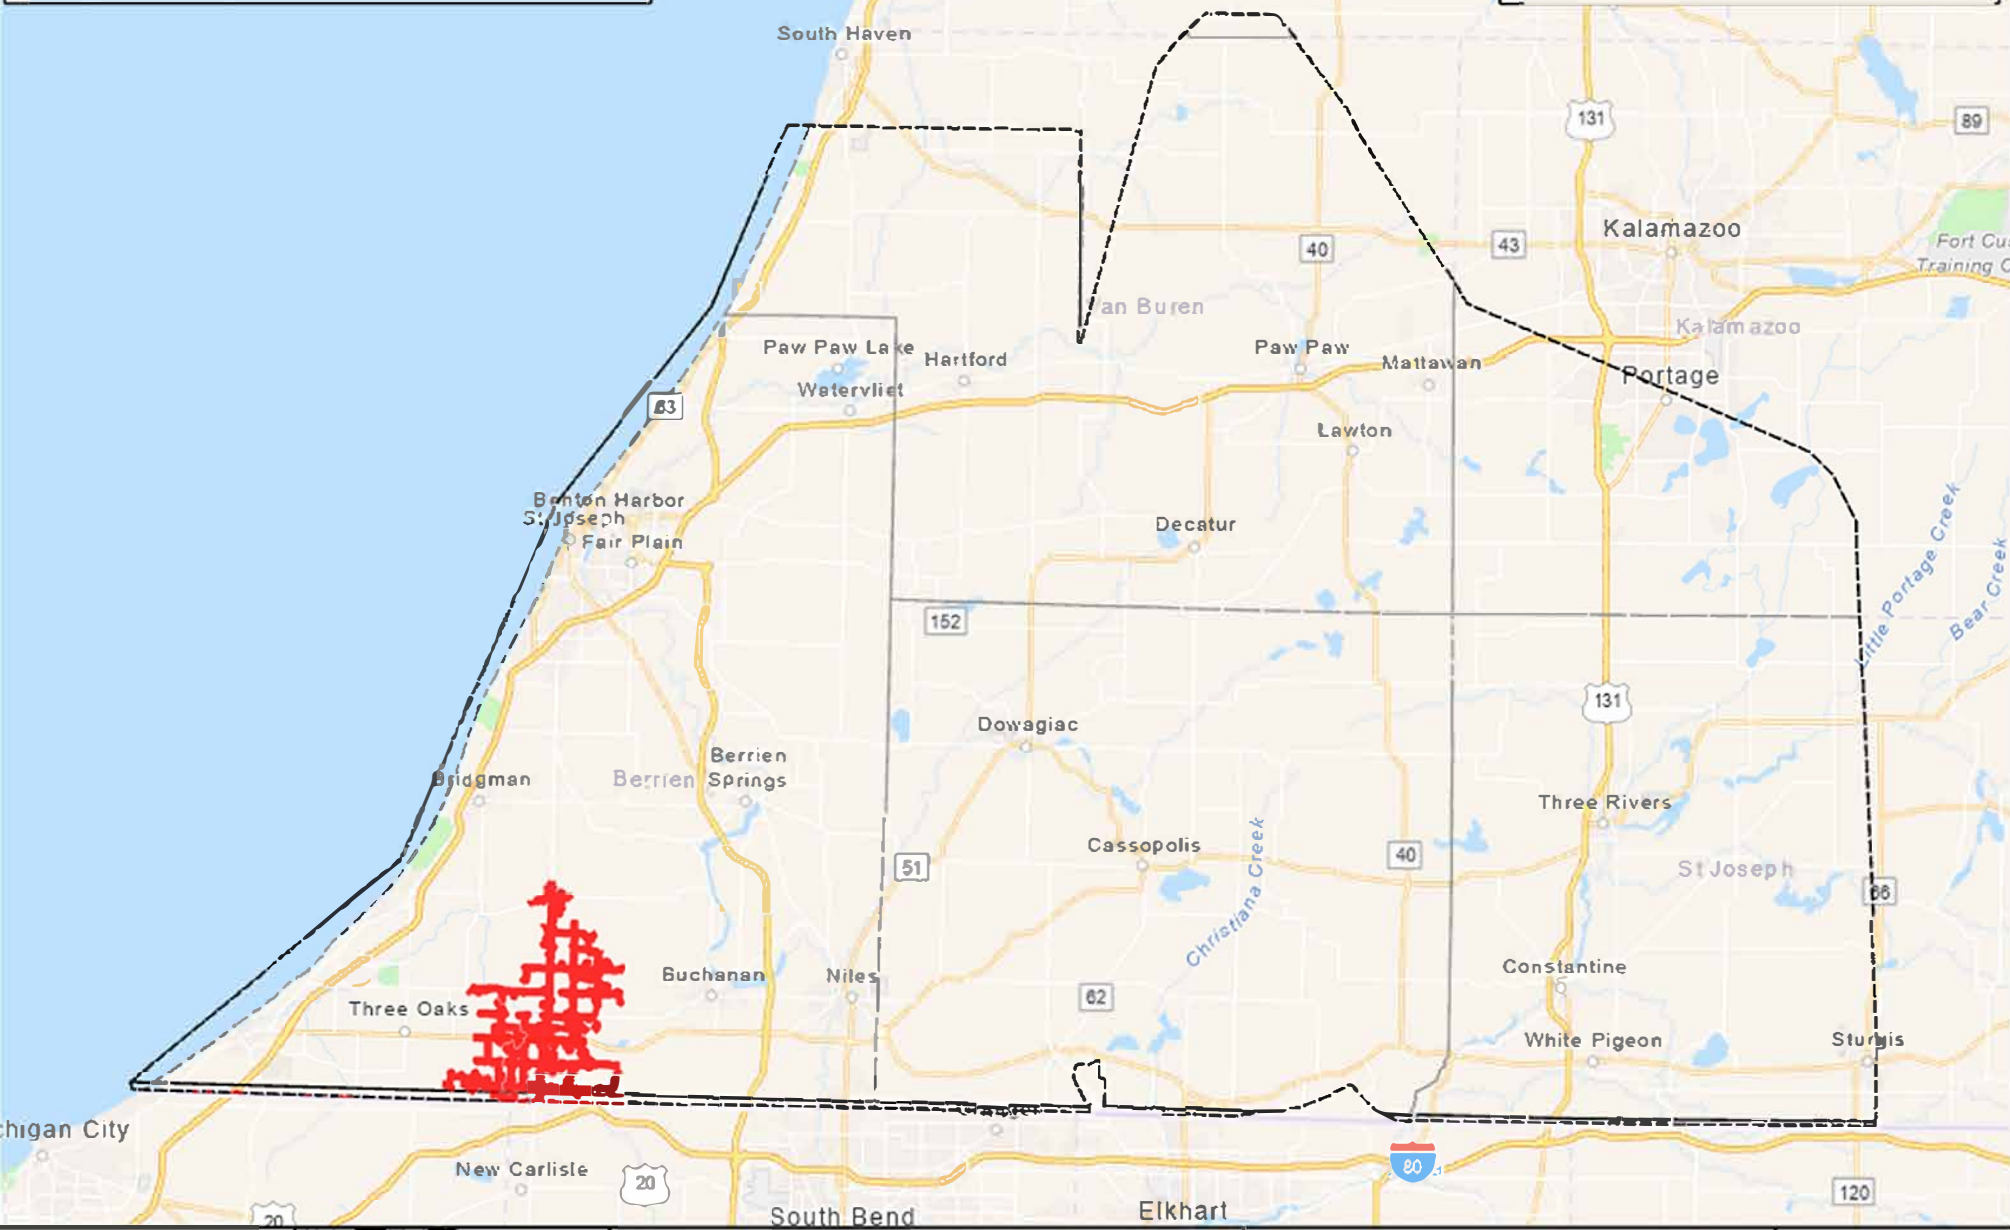 South Haven
131
89
Kalamazoo
40
43
Fort Cu
Training C
an Buren
Kalamazoo
Paw Paw Lake
Hartford
Paw Paw
Mattawan
Portage
Watervliet
63
Lawton
Benton Harbor
St Joseph
Fair Plain
Decatur
Little Portage Creek
Bear Creek
152
131
Dowagiac
Bridgman
Berrien
Berrien
Springs
Three Rivers
Cassopolis
40
51
Christiana Creek
St Joseph
66
Buchanan
Niles
Constantine
62
Three Oaks
White Pigeon
Sturgis
chigan City
New Carlisle
20
80
120
20
South Bend
Elkhart